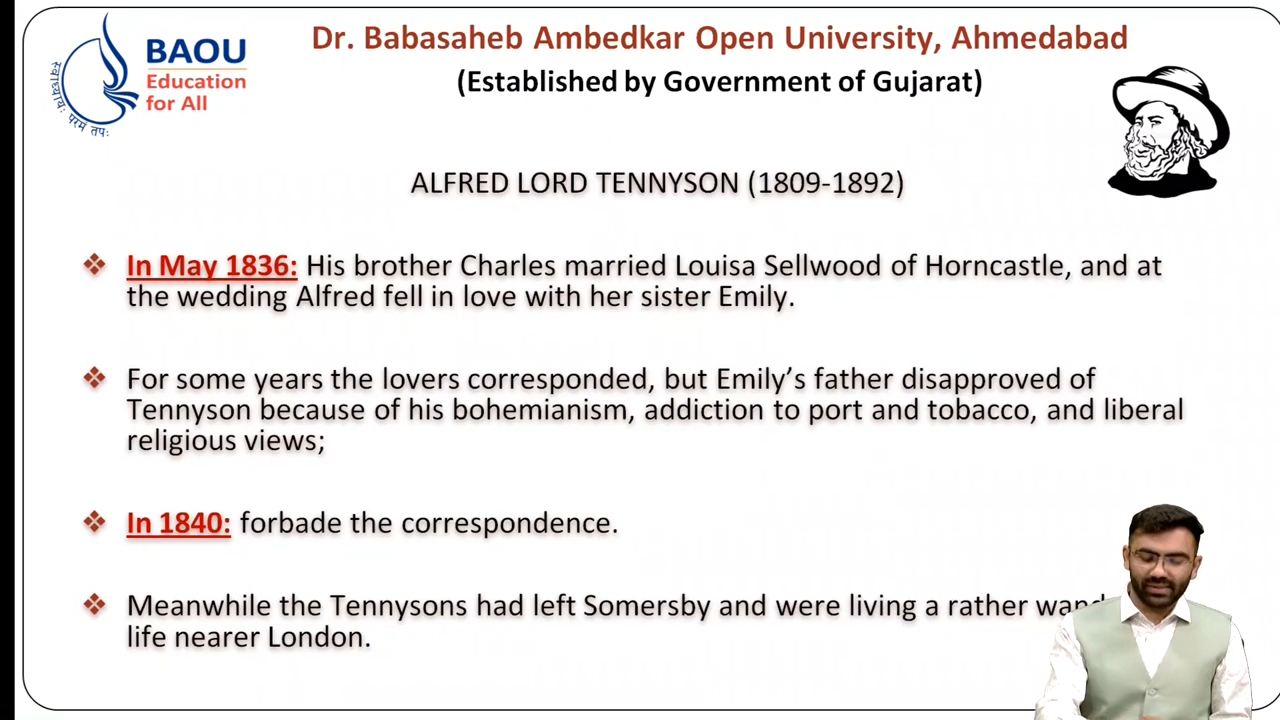 BAOU
Education
for All
स्वाध्यायः परमं तपः
Dr. Babasaheb Ambedkar Open University, Ahmedabad
(Established by Government of Gujarat)
ALFRED LORD TENNYSON (1809-1892)
In May 1836: His brother Charles married Louisa Sellwood of Horncastle, and at
the wedding Alfred fell in love with her sister Emily.
For some years the lovers corresponded, but Emily’s father disapproved of
Tennyson because of his bohemianism, addiction to port and tobacco, and liberal
religious views;
In 1840: forbade the correspondence.
Meanwhile the Tennysons had left Somersby and were living a rather
life nearer London.